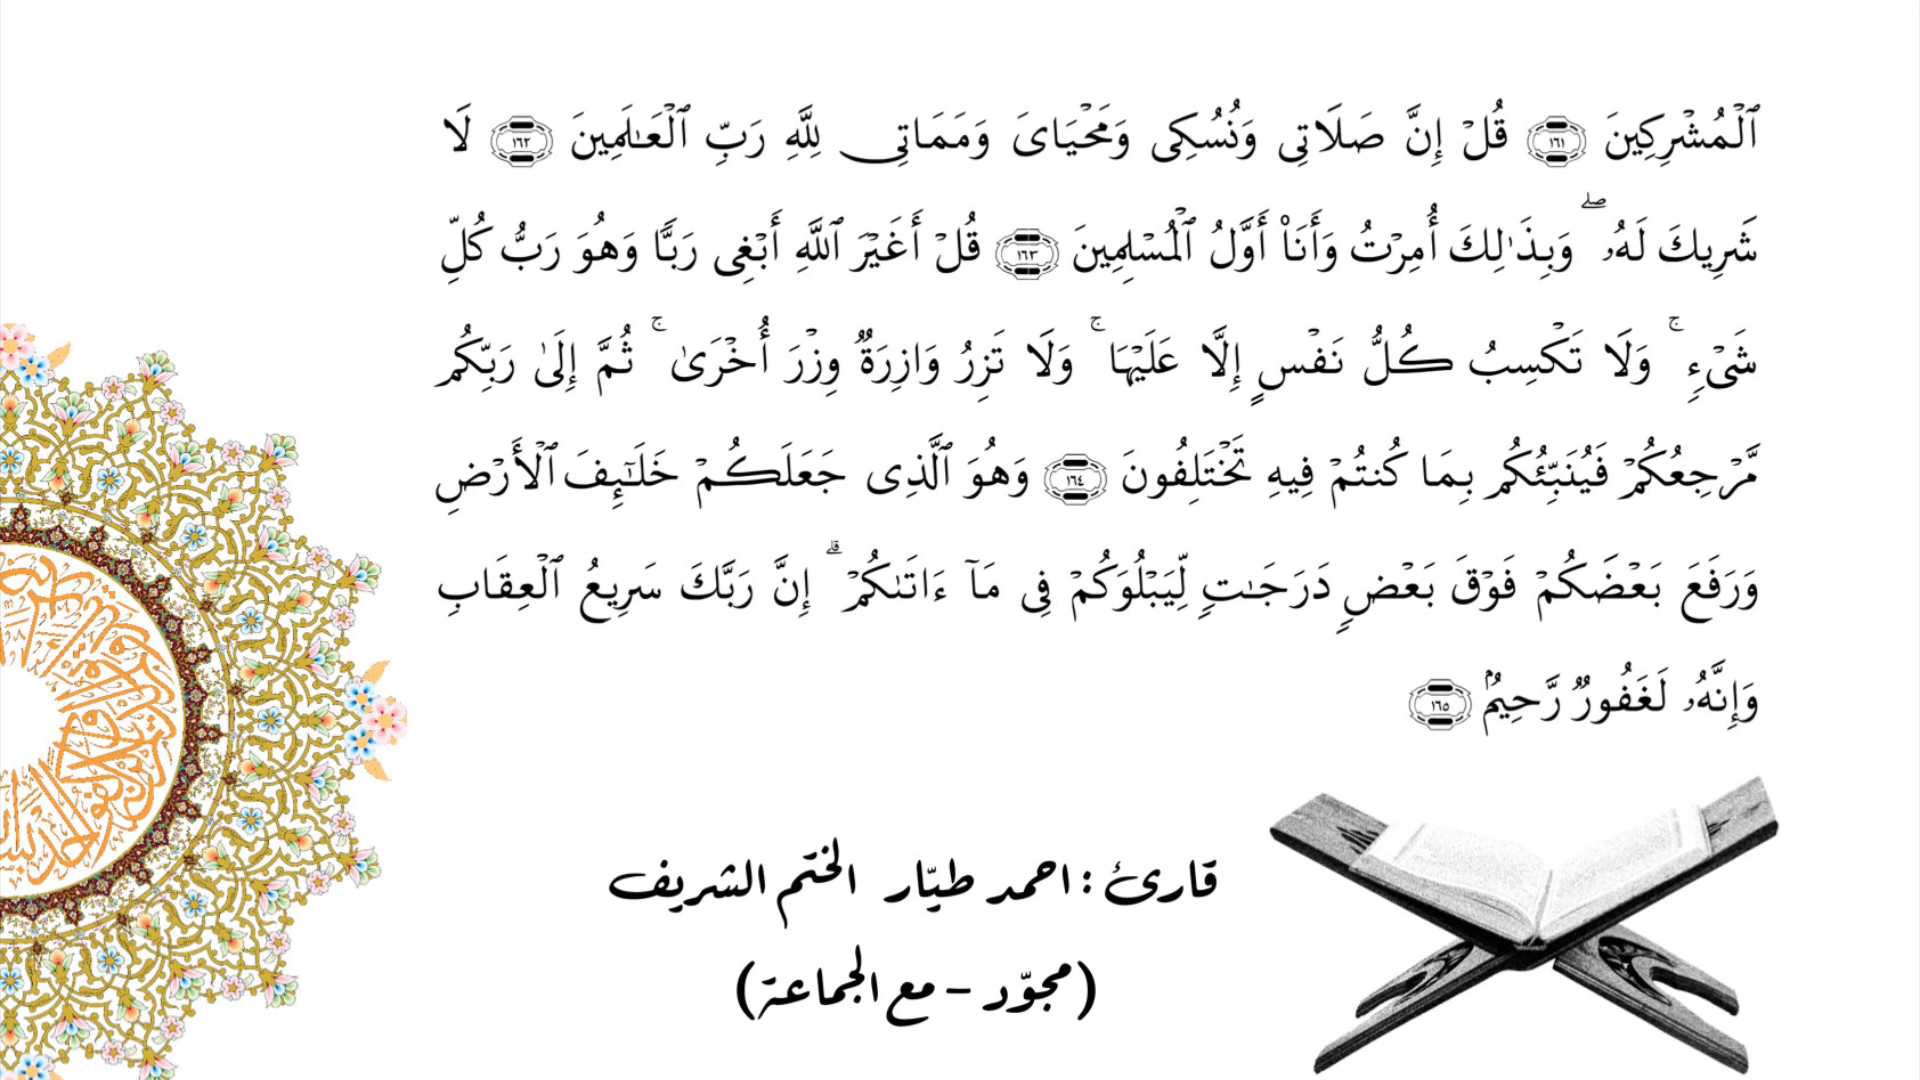 ٱلْمُشْرِكِينَ ١٦١ قُلْ إِنَّ صَلَاتِى وَنُسُكِى وَمَحْيَاىَ وَمَمَاتِى لِلَّهِ رَبِّ ٱلْعَـٰلَمِينَ ١٦٢ لَا
شَرِيكَ لَهُۥ ۖ وَبِذَٰلِكَ أُمِرْتُ وَأَنَا۠ أَوَّلُ ٱلْمُسْلِمِينَ ١٦٣ قُلْ أَغَيْرَ ٱللَّهِ أَبْغِى رَبًّا وَهُوَ رَبُّ كُلِّ
شَىْءٍ ۚ وَلَا تَكْسِبُ كُلُّ نَفْسٍ إِلَّا عَلَيْهَا ۚ وَلَا تَزِرُ وَازِرَةٌ وِزْرَ أُخْرَىٰ ۚ ثُمَّ إِلَىٰ رَبِّكُم
مَّرْجِعُكُمْ فَيُنَبِّئُكُم بِمَا كُنتُمْ فِيهِ تَخْتَلِفُونَ ١٦٤ وَهُوَ ٱلَّذِى جَعَلَكُمْ خَلَـٰٓئِفَ ٱلْأَرْضِ
وَرَفَعَ بَعْضَكُمْ فَوْقَ بَعْضٍ دَرَجَـٰتٍ لِّيَبْلُوَكُمْ فِى مَآ ءَاتَىٰكُمْ ۗ إِنَّ رَبَّكَ سَرِيعُ ٱلْعِقَابِ
وَإِنَّهُۥ لَغَفُورٌ رَّحِيمٌۢ ١٦٥
قارئ : احمد طيّار الختم الشريف
(مجوّد - مع الجماعة)